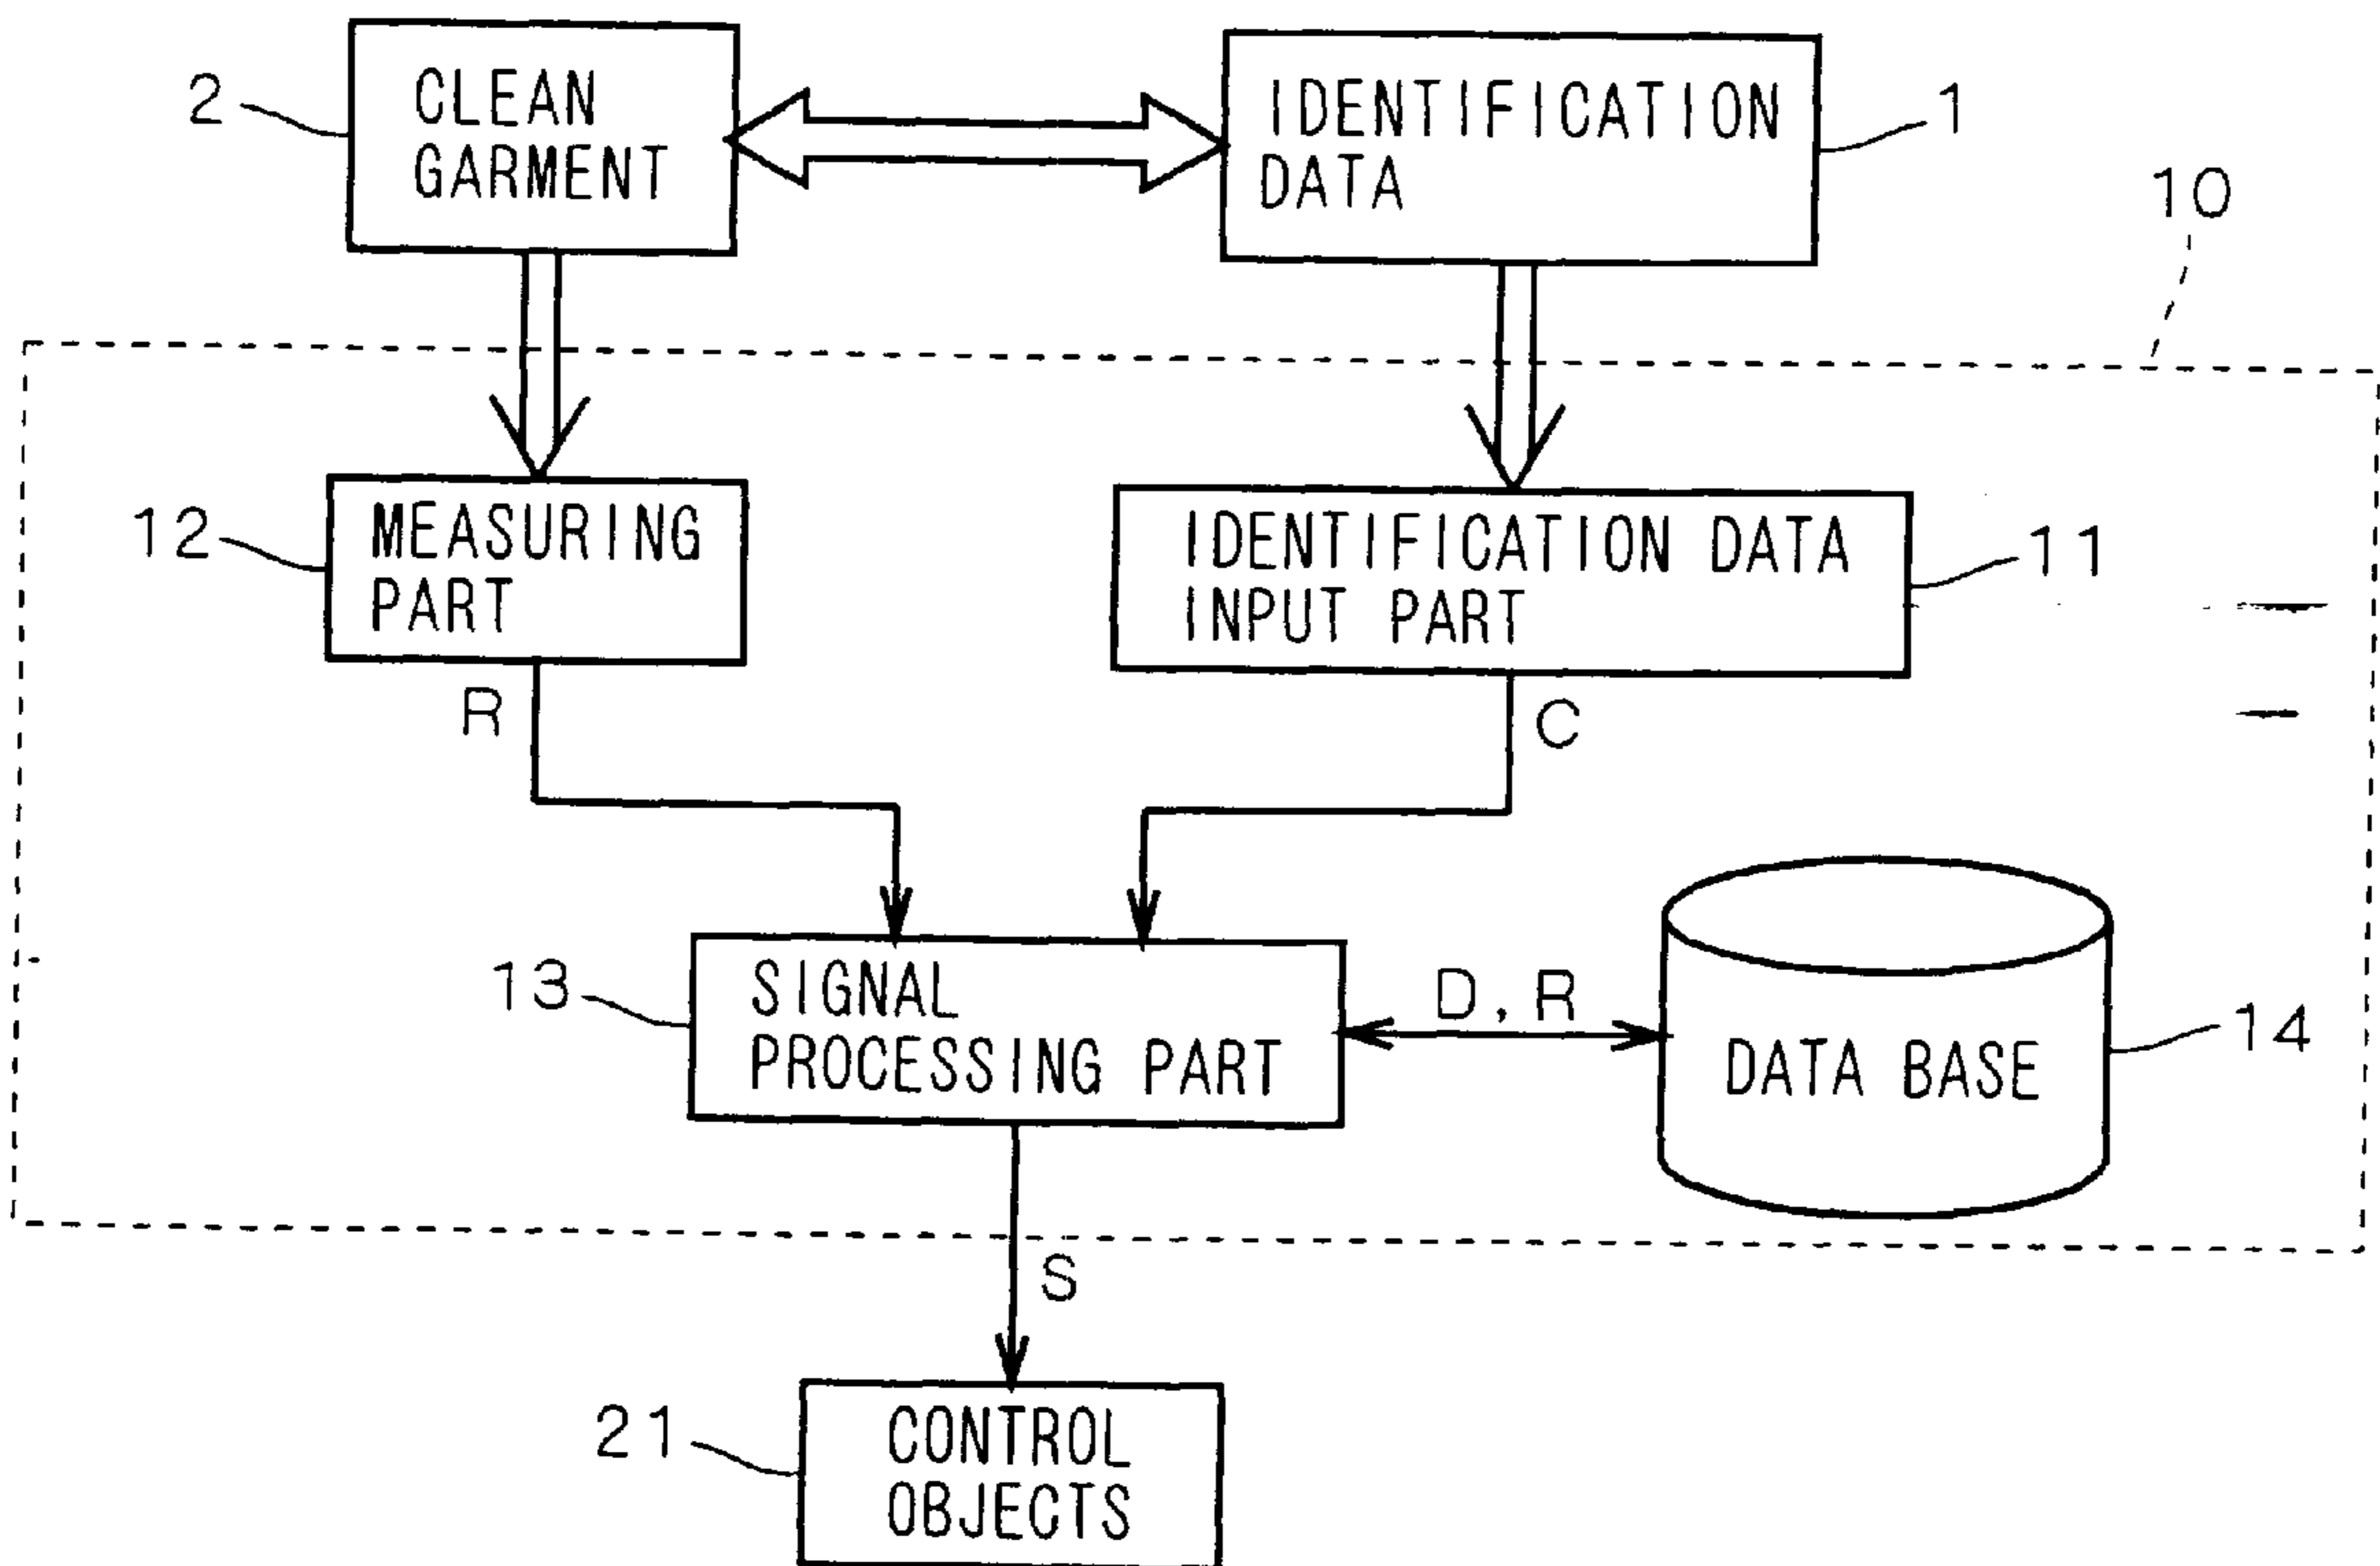 2
CLEAN
GARMENT
IDENTIFICATION
DATA
1
10
12
MEASURING
PART
IDENTIFICATION DATA
INPUT PART
11
R
C
13
SIGNAL
PROCESSING PART
D, R
DATA BASE
14
S
21
CONTROL
OBJECTS